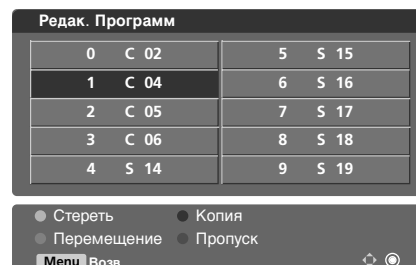 Редак. Программ
0 C 02 5 S 15
1 C 04 6 S 16
2 C 05 7 S 17
3 C 06 8 S 18
4 S 14 9 S 19
Стереть Копия
Перемещение Пропуск
Menu Возв.